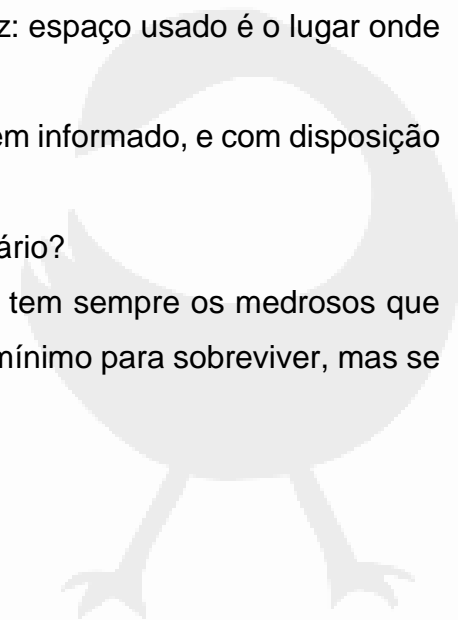 z: espaço usado é o lugar onde
em informado, e com disposição
ário?
tem sempre os medrosos que
mínimo para sobreviver, mas se